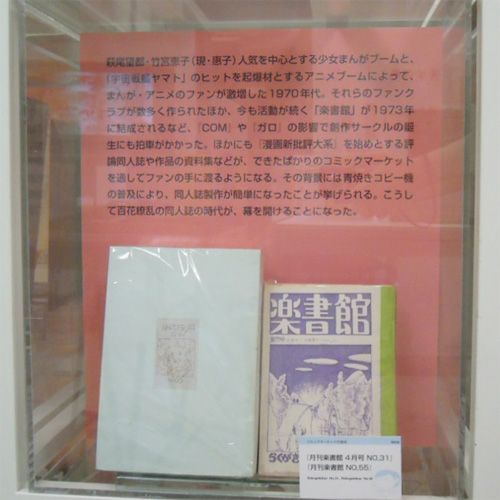 萩尾望都・竹宮恵子(現・惠子)人気を中心とする少女まんがブームと、
『宇宙戦艦ヤマト』のヒットを起爆材とするアニメブームによって、
まんが・アニメのファンが激増した1970年代。それらのファンク
ラブが数多く作られたほか、今も活動が続く「楽書館」が1973年
に結成されるなど、『COM』や『ガロ』の影響で創作サークルの誕
生にも拍車がかかった。ほかにも『漫画新批評大系』を始めとする評
論同人誌や作品の資料集などが、できたばかりのコミックマーケット
を通してファンの手に渡るようになる。その背景には青焼きコピー機
の普及により、同人誌製作が簡単になったことが挙げられる。こうし
て百花繚乱の同人誌の時代が、幕を開けることになった。
楽書館
らくがき
『月刊楽書館 4月号 NO.31』
『月刊楽書館 NO.55』